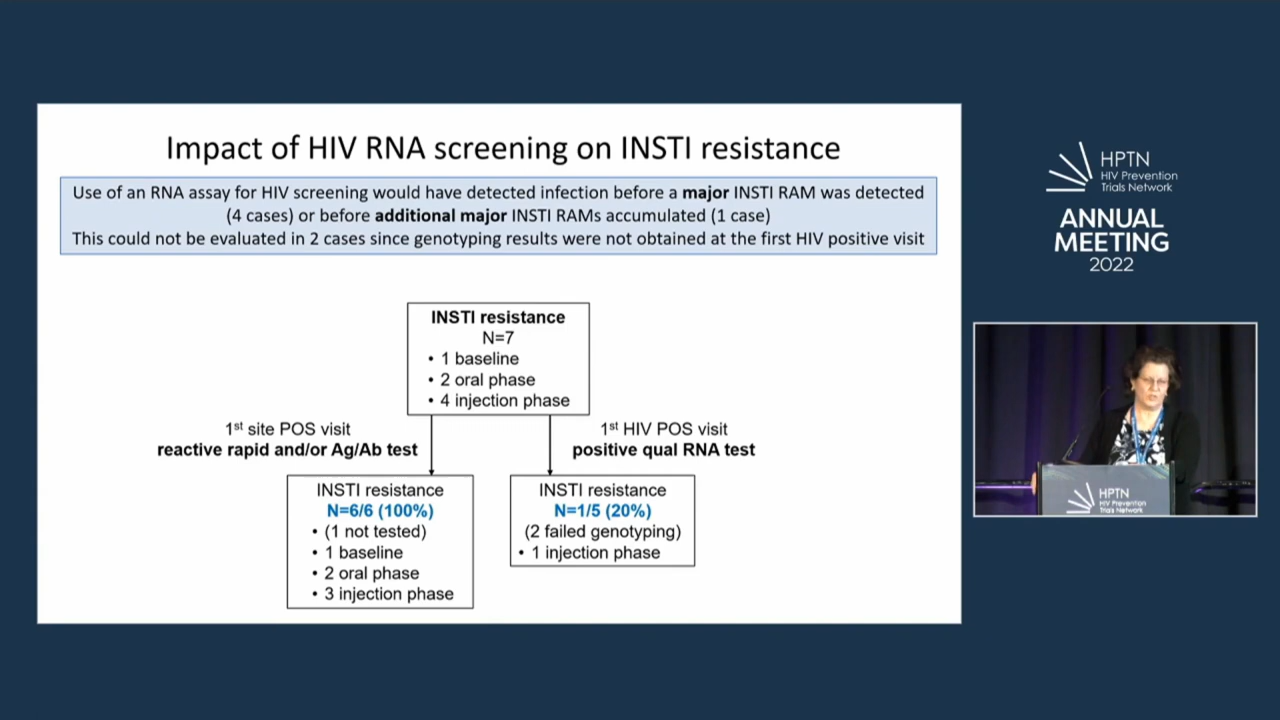 Impact of HIV RNA screening on INSTI resistance
Use of an RNA assay for HIV screening would have detected infection before a major INSTI RAM was detected
(4 cases) or before additional major INSTI RAMs accumulated (1 case)
This could not be evaluated in 2 cases since genotyping results were not obtained at the first HIV positive visit
INSTI resistance
N=7
• 1 baseline
• 2 oral phase
• 4 injection phase
1st site POS visit
reactive rapid and/or Ag/Ab test
1st HIV POS visit
positive qual RNA test
INSTI resistance
N=6/6 (100%)
• (1 not tested)
• 1 baseline
• 2 oral phase
• 3 injection phase
INSTI resistance
N=1/5 (20%)
(2 failed genotyping)
• 1 injection phase
HPTN
HIV Prevention
Trials Network
ANNUAL
MEETING
2022
HPTN
HIV Prevention
Trials Network